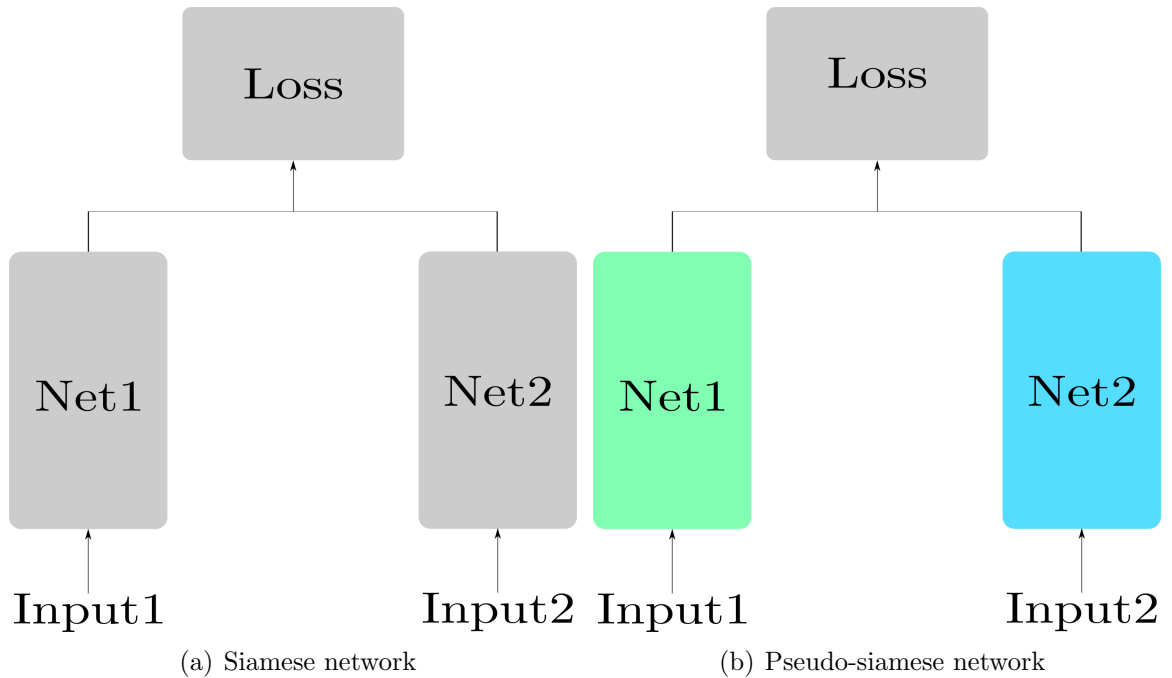 Loss
Loss
Net1
Net2
Net1
Net2
Input1
Input2
Input1
Input2
(a) Siamese network
(b) Pseudo-siamese network